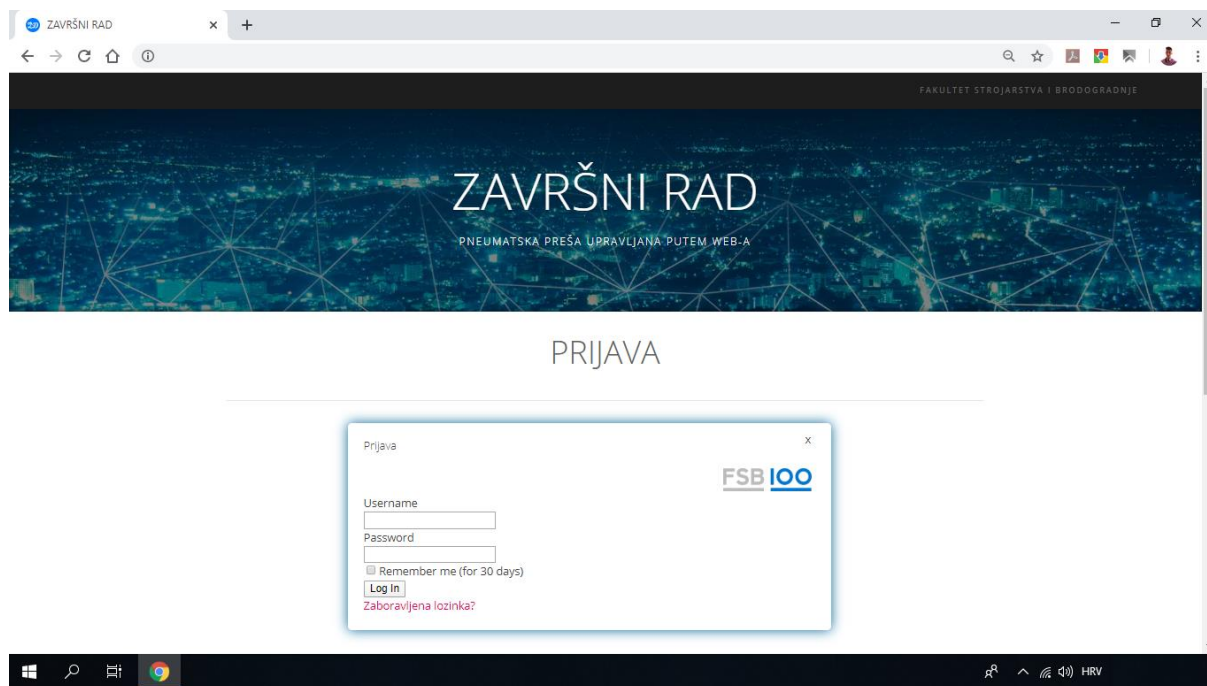 ZAVRŠNI RAD
FAKULTET STROJARSTVA I BRODOGRADNJE
ZAVRŠNI RAD
PNEUMATSKA PREŠA UPRAVLJANA PUTEM WEB-A
PRIJAVA
Prijava x
FSB 100
Username
Password
Remember me (for 30 days)
Log In
Zaboravljena lozinka?
HRV